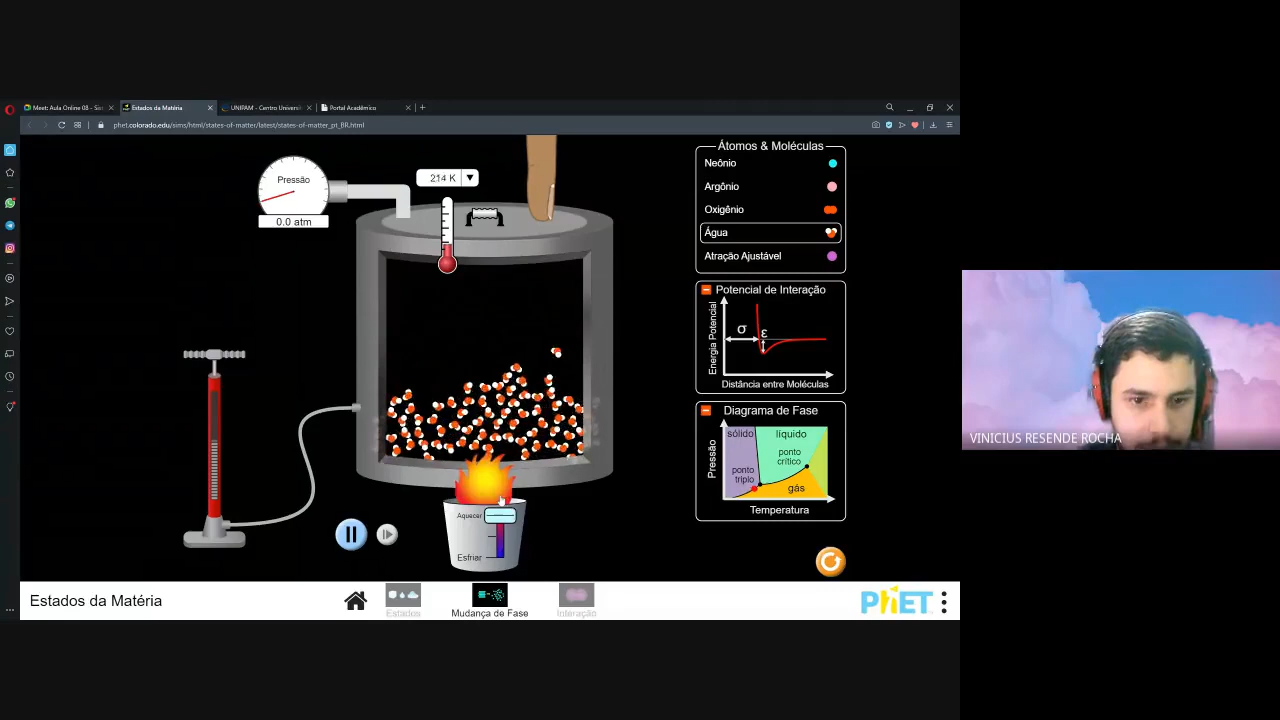 Meet: Aula Online 08 - Sis
Estados da Matéria
UNIPAM - Centro Universi
Portal Acadêmico
phet.colorado.edu/sims/html/states-of-matter/latest/states-of-matter_pt_BR.html
Pressão
0.0 atm
214 K
Átomos & Moléculas
Neônio
Argônio
Oxigênio
Água
Atração Ajustável
Potencial de Interação
Energia Potencial
σ
ε
Distância entre Moléculas
Diagrama de Fase
Pressão
sólido
líquido
ponto
crítico
ponto
triplo
gás
Temperatura
Aquecer
Esfriar
VINICIUS RESENDE ROCHA
Estados da Matéria
Estados
Mudança de Fase
Interação
PhET